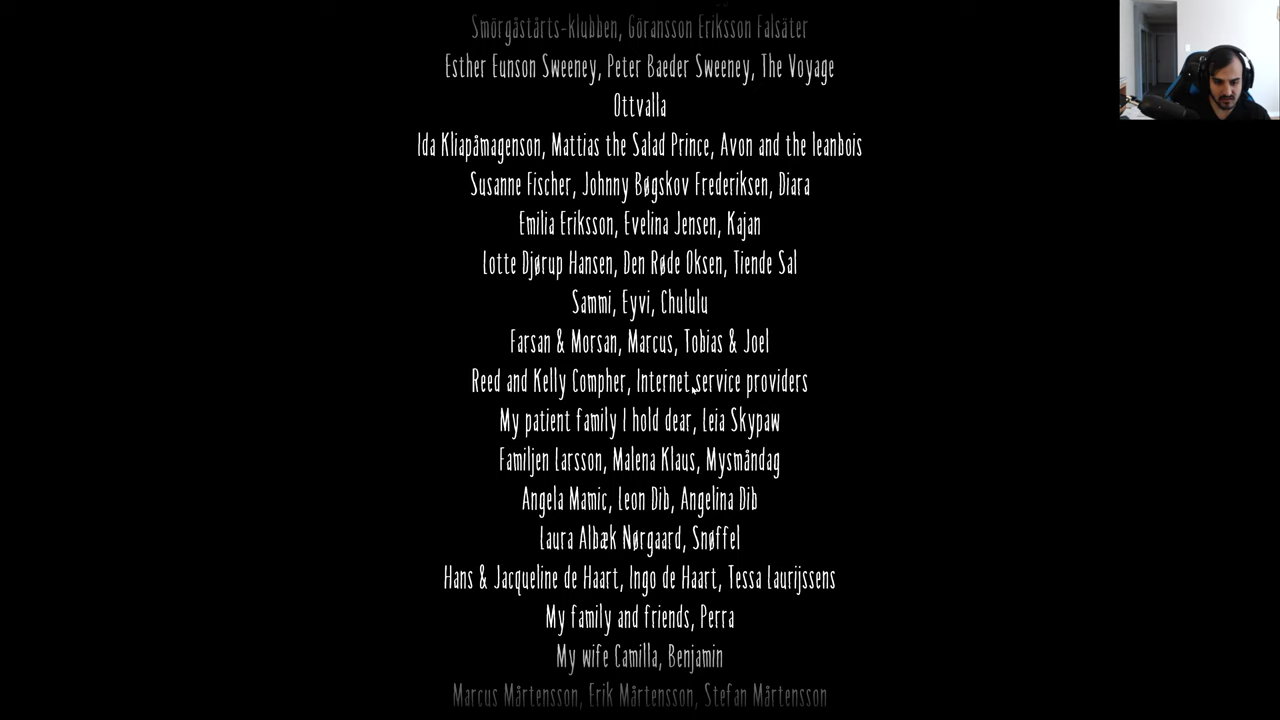 Smörgåstårts-klubben, Göransson Eriksson Falsäter
Esther Eunson Sweeney, Peter Baeder Sweeney, The Voyage
Ottvalla
Ida Kliapåmagenson, Mattias the Salad Prince, Avon and the leanbois
Susanne Fischer, Johnny Bøgskov Frederiksen, Diara
Emilia Eriksson, Evelina Jensen, Kajan
Lotte Djørup Hansen, Den Røde Oksen, Tiende Sal
Sammi, Eyvi, Chululu
Farsan & Morsan, Marcus, Tobias & Joel
Reed and Kelly Compher, Internet service providers
My patient family I hold dear, Leia Skypaw
Familjen Larsson, Malena Klaus, Mysmåndag
Angela Mamic, Leon Dib, Angelina Dib
Laura Albæk Nørgaard, Snøffel
Hans & Jacqueline de Haart, Ingo de Haart, Tessa Laurijssens
My family and friends, Perra
My wife Camilla, Benjamin
Marcus Mårtensson, Erik Mårtensson, Stefan Mårtensson